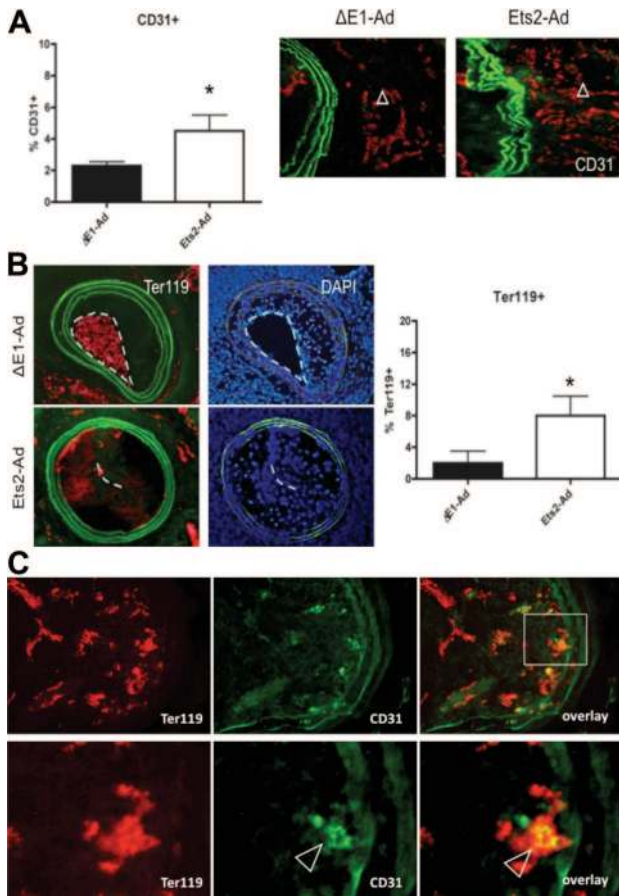 A
CD31+
% CD31+
10
8
6
4
2
0
*
ΔE1-Ad
Ets2-Ad
ΔE1-Ad
Ets2-Ad
CD31
B
ΔE1-Ad
Ets2-Ad
Ter119
DAPI
Ter119+
% Ter119+
20
16
12
8
4
0
*
ΔE1-Ad
Ets2-Ad
C
Ter119
CD31
overlay
Ter119
CD31
overlay